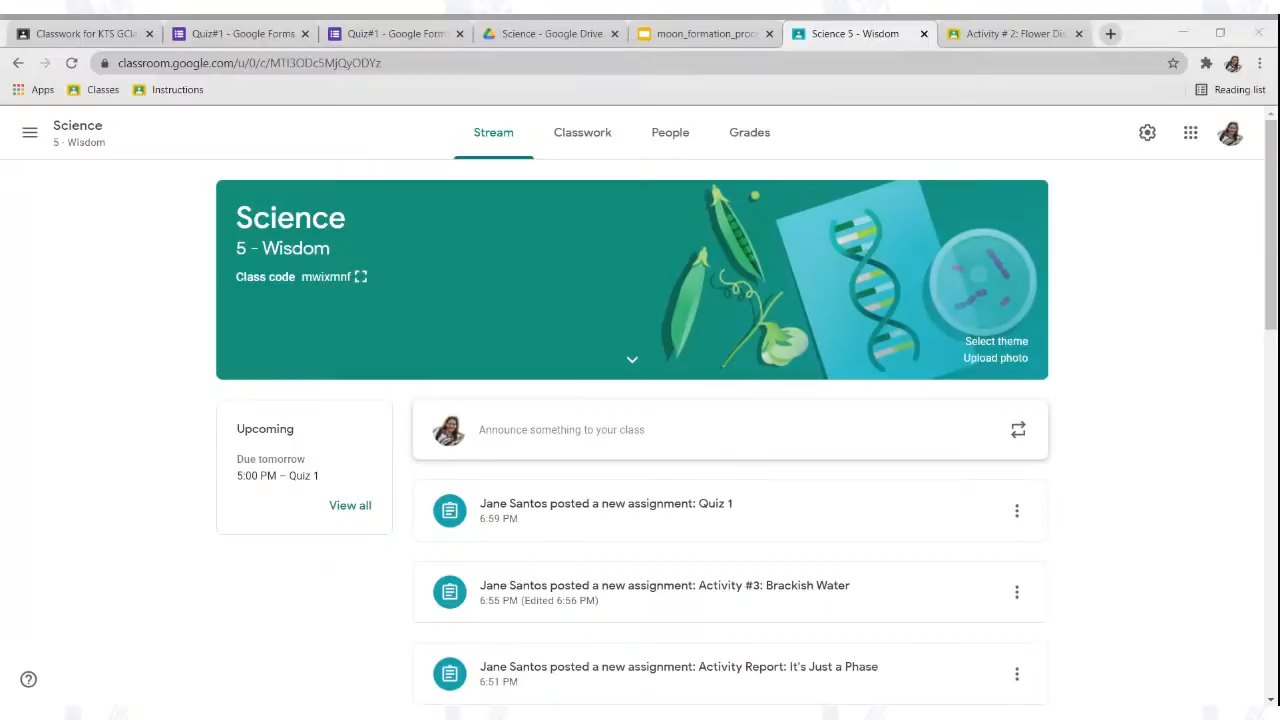 Classwork for KTS GCla
Quiz#1 - Google Forms
Quiz#1 - Google Form
Science - Google Drive
moon_formation_proc
Science 5 - Wisdom
Activity # 2: Flower Dis
classroom.google.com/u/0/c/MTI3ODc5MjQyODYz
Apps
Classes
Instructions
Reading list
Science
5 - Wisdom
Stream
Classwork
People
Grades
Science
5 - Wisdom
Class code mwixmnf
Select theme
Upload photo
Upcoming
Due tomorrow
5:00 PM – Quiz 1
View all
Announce something to your class
Jane Santos posted a new assignment: Quiz 1
6:59 PM
Jane Santos posted a new assignment: Activity #3: Brackish Water
6:55 PM (Edited 6:56 PM)
Jane Santos posted a new assignment: Activity Report: It's Just a Phase
6:51 PM